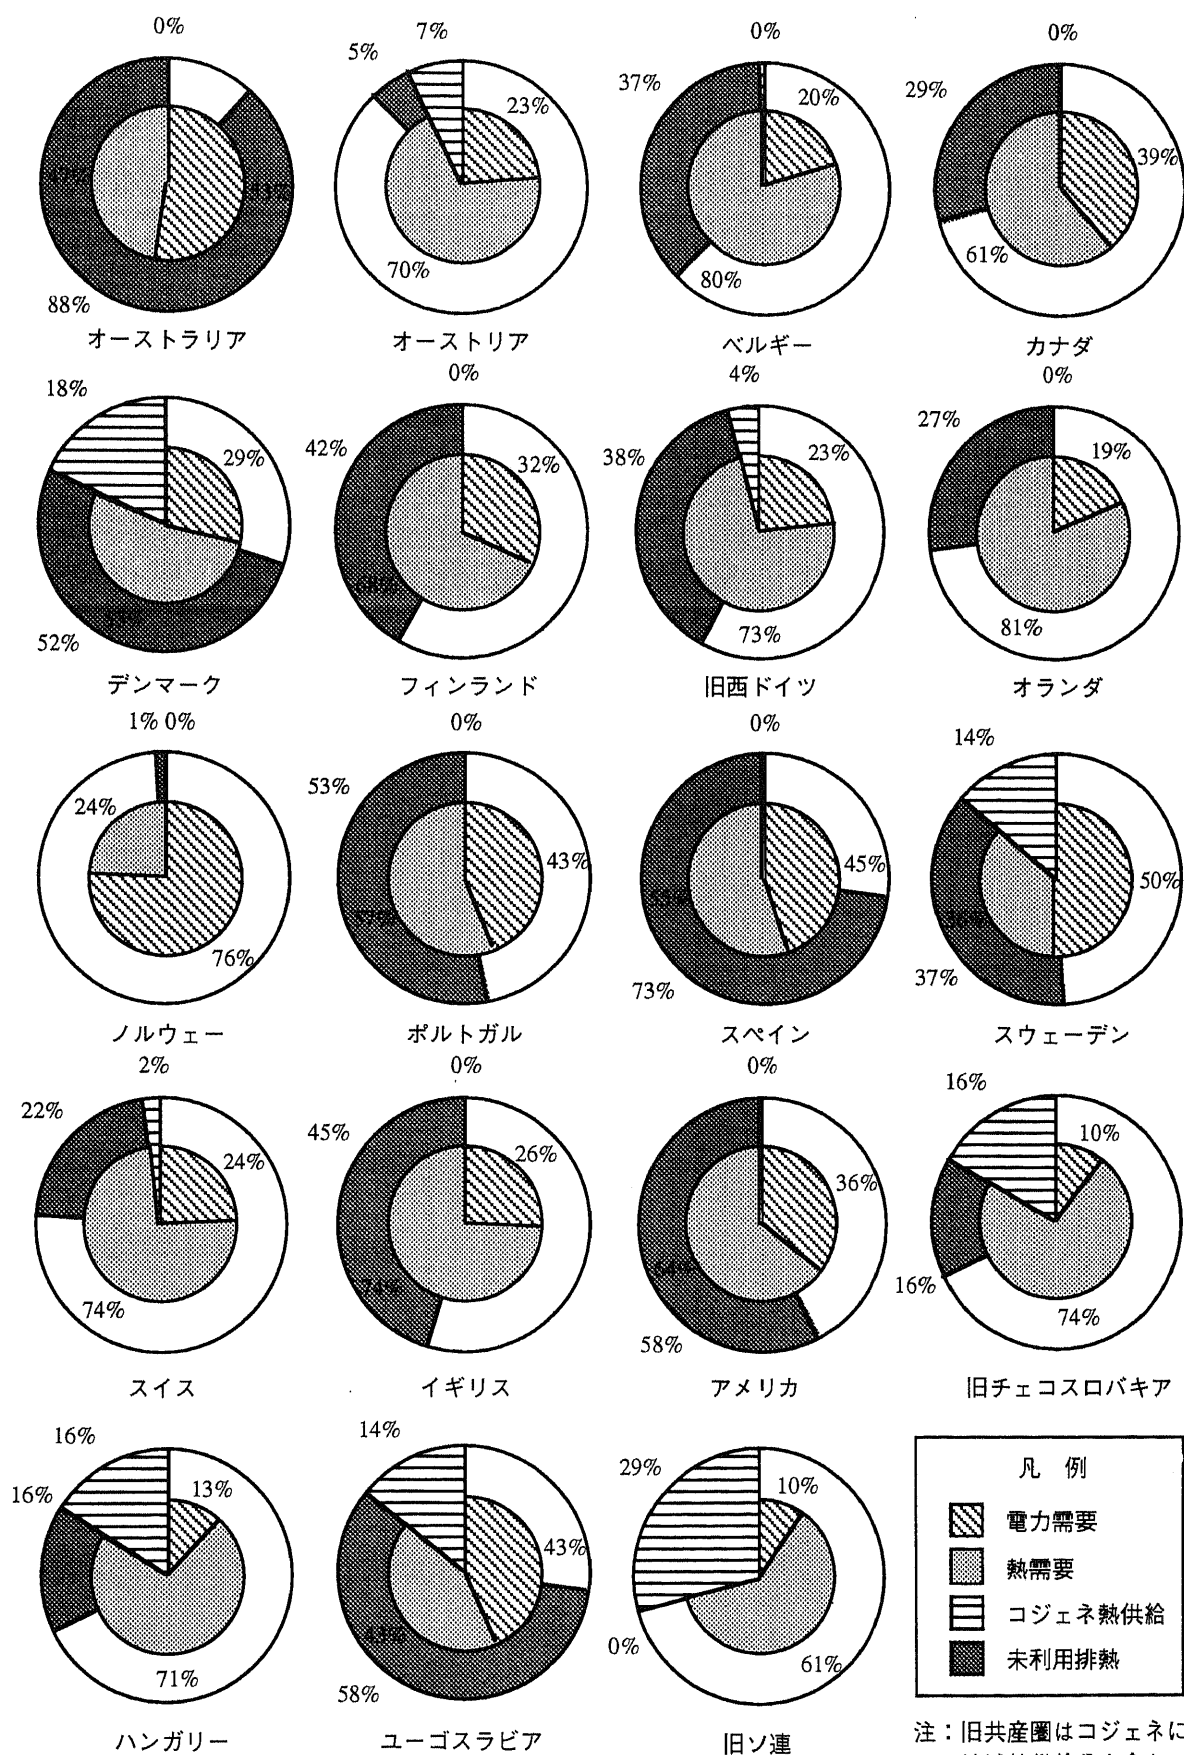 0%
47%
53%
88%
オーストラリア
7%
5%
23%
70%
オーストリア
0%
37%
20%
80%
ベルギー
0%
29%
39%
61%
カナダ
18%
29%
52%
デンマーク
0%
42%
32%
68%
フィンランド
4%
38%
23%
73%
旧西ドイツ
0%
27%
19%
81%
オランダ
1% 0%
24%
76%
ノルウェー
0%
53%
43%
57%
ポルトガル
0%
45%
55%
73%
スペイン
14%
50%
36%
37%
スウェーデン
2%
22%
24%
74%
スイス
0%
45%
26%
74%
イギリス
0%
36%
64%
58%
アメリカ
16%
10%
16%
74%
旧チェコスロバキア
16%
13%
16%
71%
ハンガリー
14%
43%
43%
58%
ユーゴスラビア
29%
10%
0%
61%
旧ソ連
凡 例
電力需要
熱需要
コジェネ熱供給
未利用排熱
注：旧共産圏はコジェネに